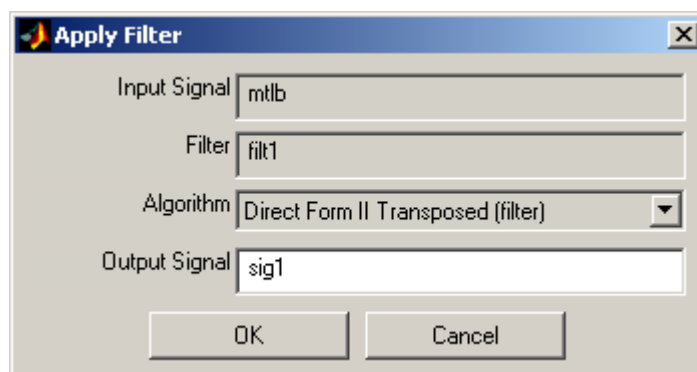 Apply Filter
Input Signal mtlb
Filter filt1
Algorithm Direct Form II Transposed (filter)
Output Signal sig1
OK Cancel